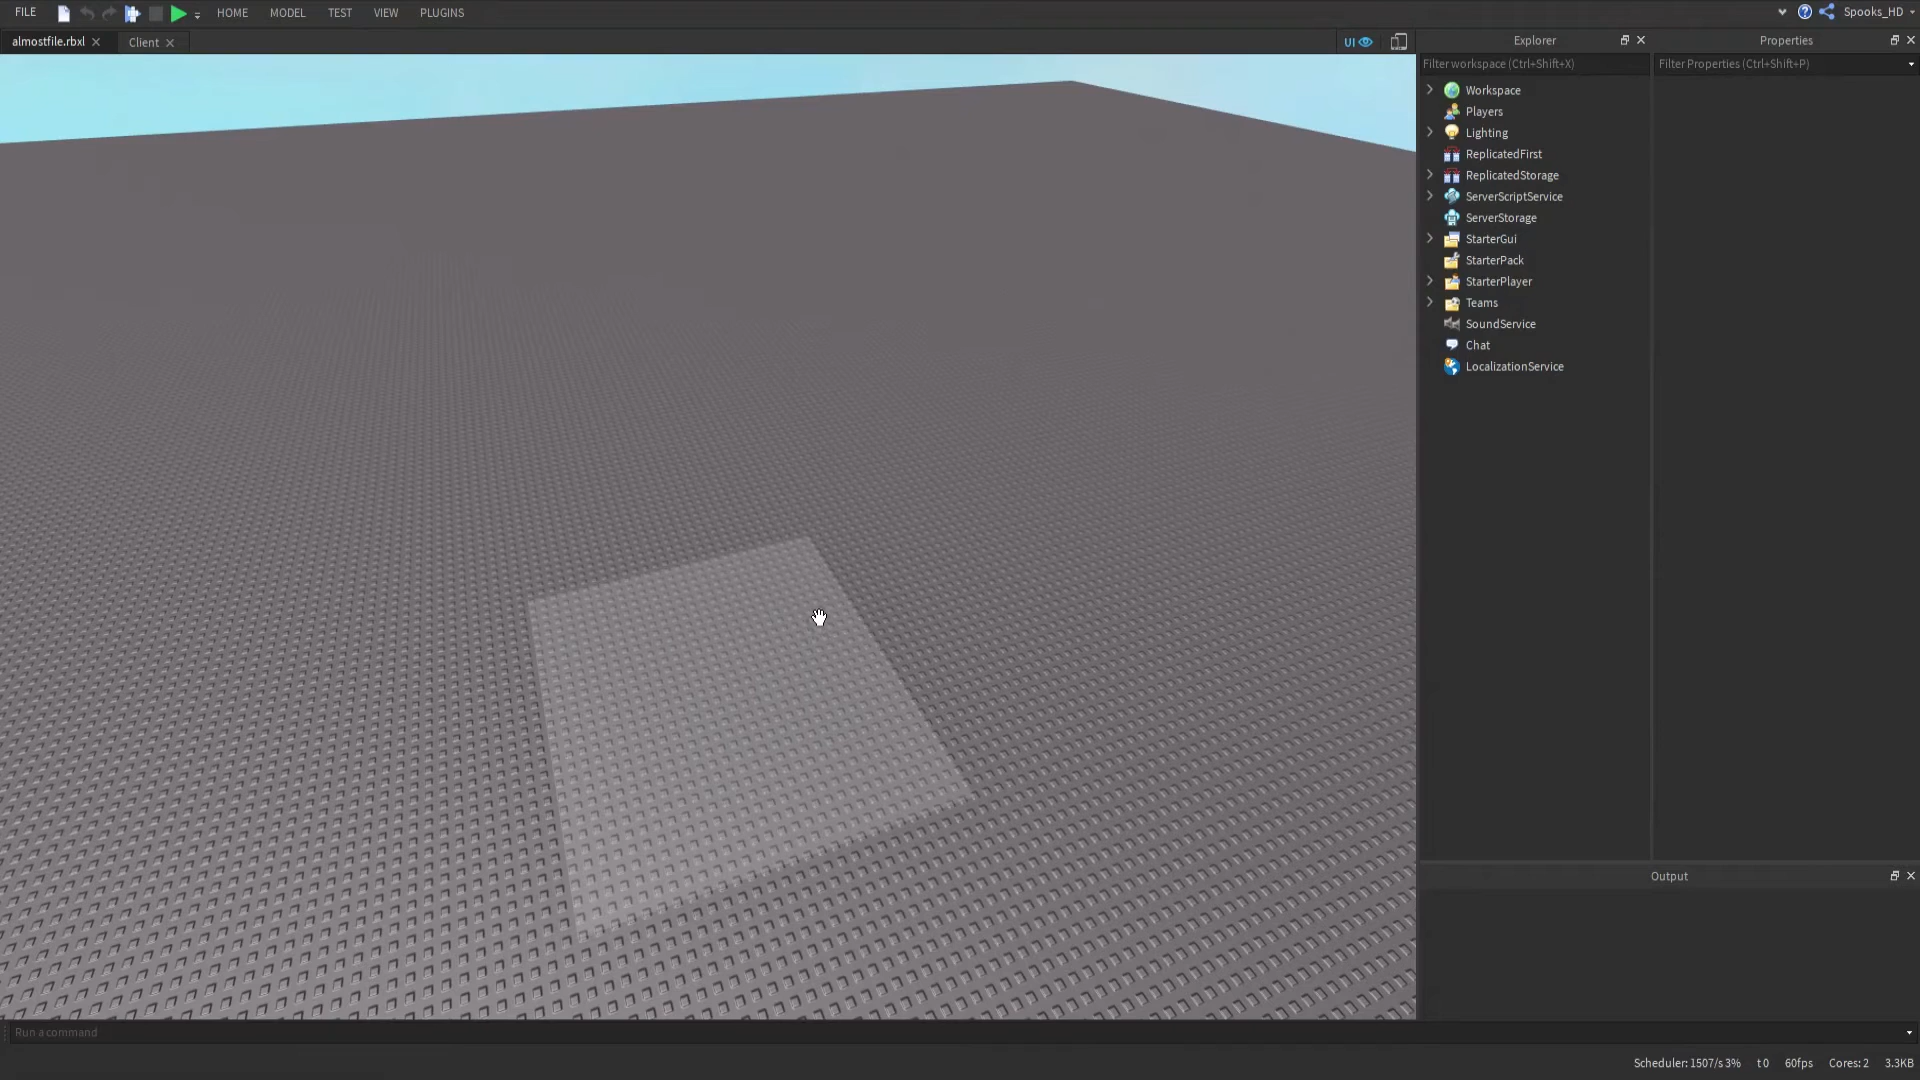 FILE
HOME
MODEL
TEST
VIEW
PLUGINS
Spooks_HD
almostfile.rbxl
Client
UI
Explorer
Properties
Filter workspace (Ctrl+Shift+X)
Filter Properties (Ctrl+Shift+P)
Workspace
Players
Lighting
ReplicatedFirst
ReplicatedStorage
ServerScriptService
ServerStorage
StarterGui
StarterPack
StarterPlayer
Teams
SoundService
Chat
LocalizationService
Output
Run a command
Scheduler: 1507/s 3% t 0 60fps Cores: 2 3.3KB